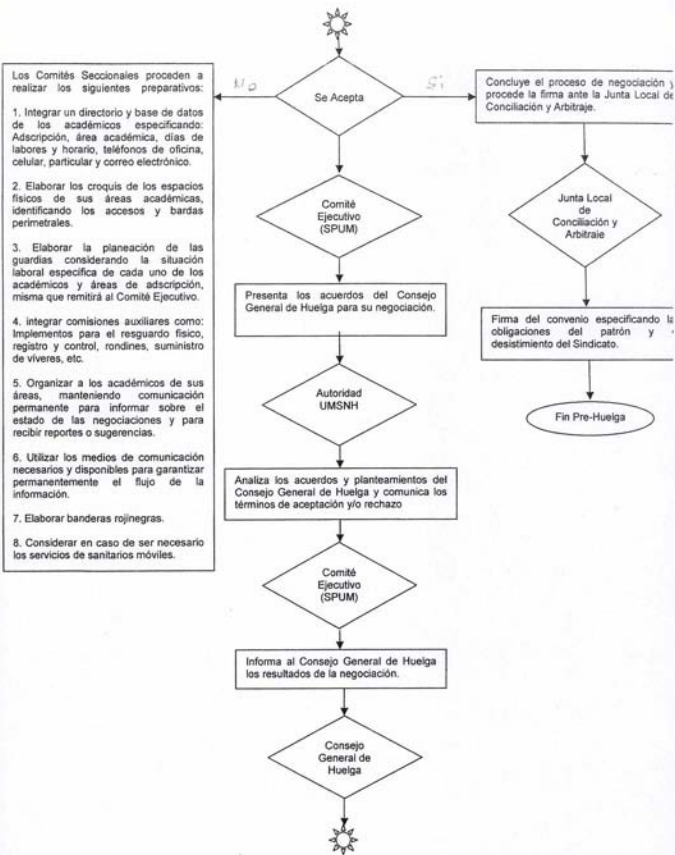 Se Acepta
No
Si
Los Comités Seccionales proceden a
realizar los siguientes preparativos:
1. Integrar un directorio y base de datos
de los académicos especificando:
Adscripción, área académica, días de
labores y horario, teléfonos de oficina,
celular, particular y correo electrónico.
2. Elaborar los croquis de los espacios
físicos de sus áreas académicas,
identificando los accesos y bardas
perimetrales.
3. Elaborar la planeación de las
guardias considerando la situación
laboral específica de cada uno de los
académicos y áreas de adscripción,
misma que remitirá al Comité Ejecutivo.
4. integrar comisiones auxiliares como:
Implementos para el resguardo físico,
registro y control, rondines, suministro
de víveres, etc.
5. Organizar a los académicos de sus
áreas, manteniendo comunicación
permanente para informar sobre el
estado de las negociaciones y para
recibir reportes o sugerencias.
6. Utilizar los medios de comunicación
necesarios y disponibles para garantizar
permanentemente el flujo de la
información.
7. Elaborar banderas rojinegras.
8. Considerar en caso de ser necesario
los servicios de sanitarios móviles.
Comité
Ejecutivo
(SPUM)
Presenta los acuerdos del Consejo
General de Huelga para su negociación.
Autoridad
UMSNH
Analiza los acuerdos y planteamientos del
Consejo General de Huelga y comunica los
términos de aceptación y/o rechazo
Comité
Ejecutivo
(SPUM)
Informa al Consejo General de Huelga
los resultados de la negociación.
Consejo
General de
Huelga
Concluye el proceso de negociación y
procede la firma ante la Junta Local de
Conciliación y Arbitraje.
Junta Local
de
Conciliación y
Arbitraje
Firma del convenio especificando
obligaciones del patrón y
desistimiento del Sindicato.
Fin Pre-Huelga